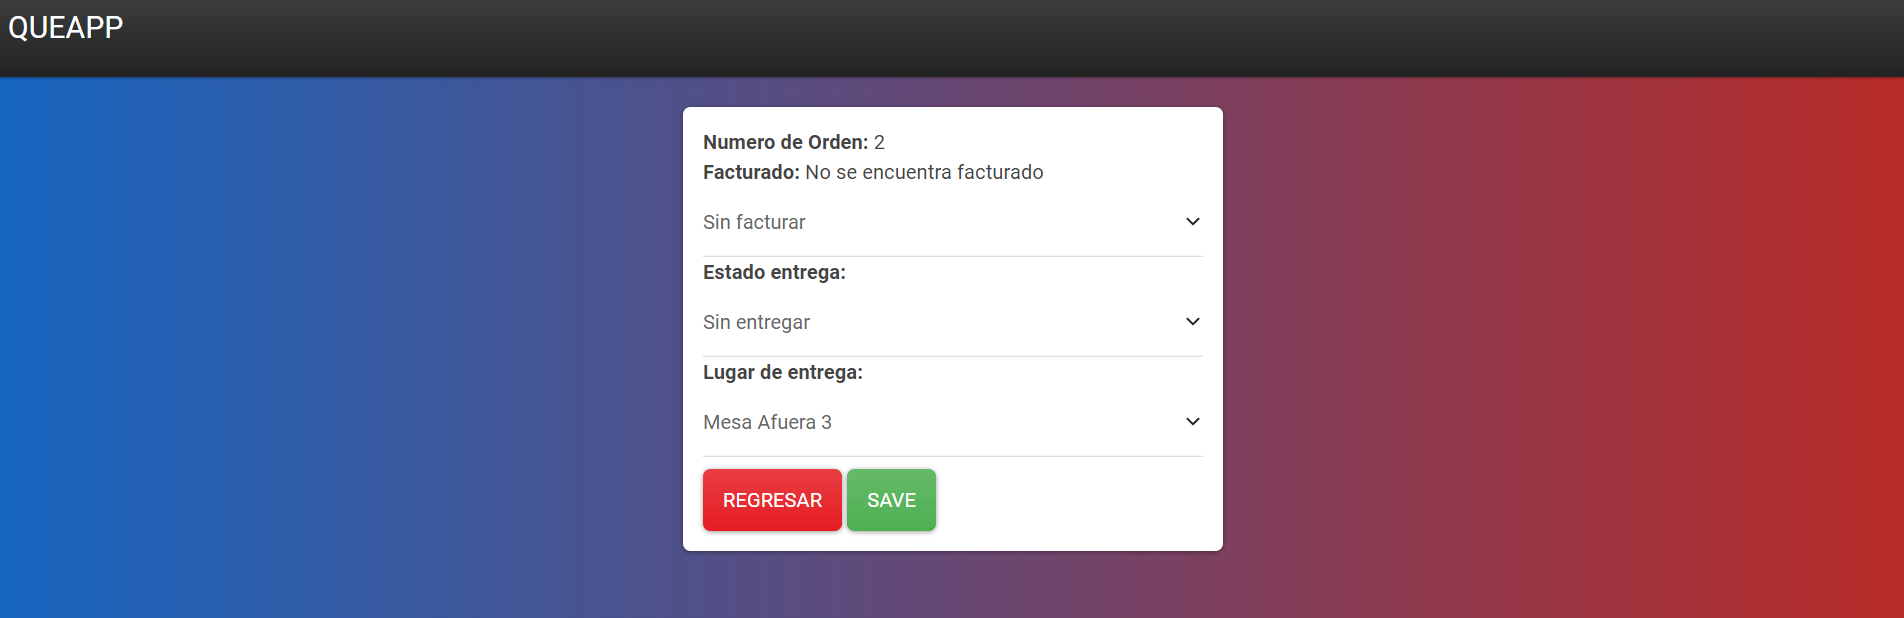 QUEAPP
Numero de Orden: 2
Facturado: No se encuentra facturado
Sin facturar
Estado entrega:
Sin entregar
Lugar de entrega:
Mesa Afuera 3
REGRESAR SAVE